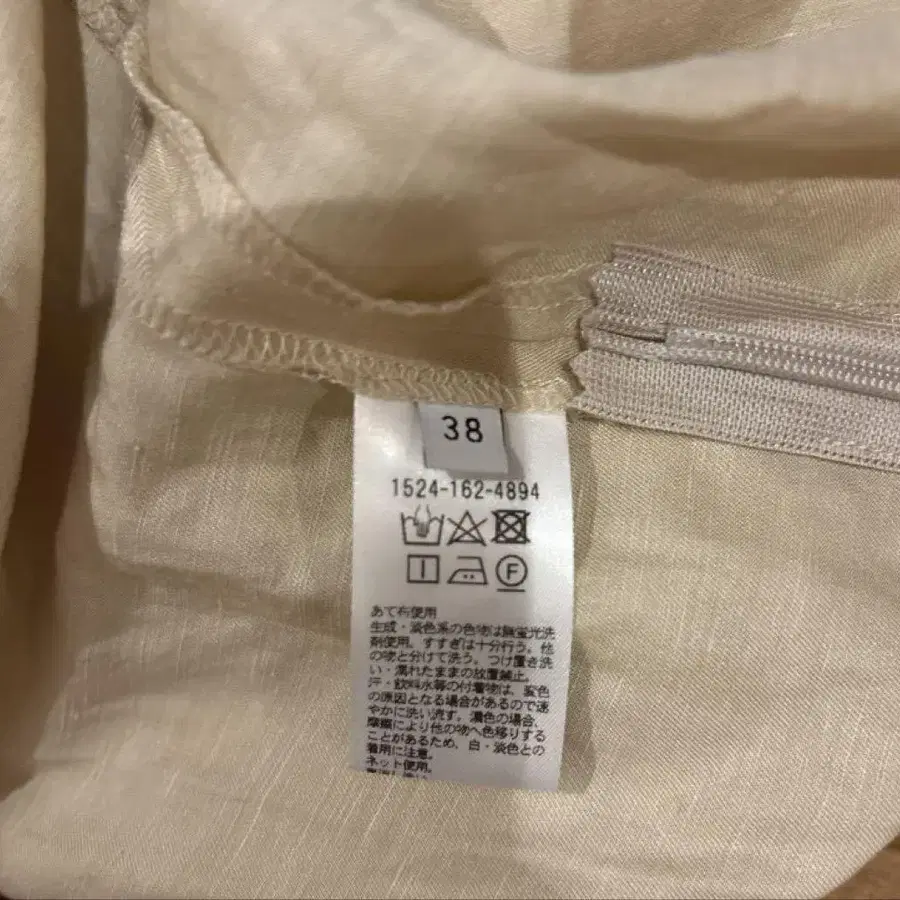 38
1524-162-4894
F
あて布使用
生成・淡色系の色物は無蛍光洗
剤使用。すすぎは十分行う。他
の物と分けて洗う。つけ置き洗
い・濡れたままの放置禁止。
汗・飲料水等の付着物は、変色
の原因となる場合があるので速
やかに洗い流す。濃色の場合、
摩擦により他の物へ色移りする
ことがあるため、白・淡色との
着用に注意。
ネット使用。